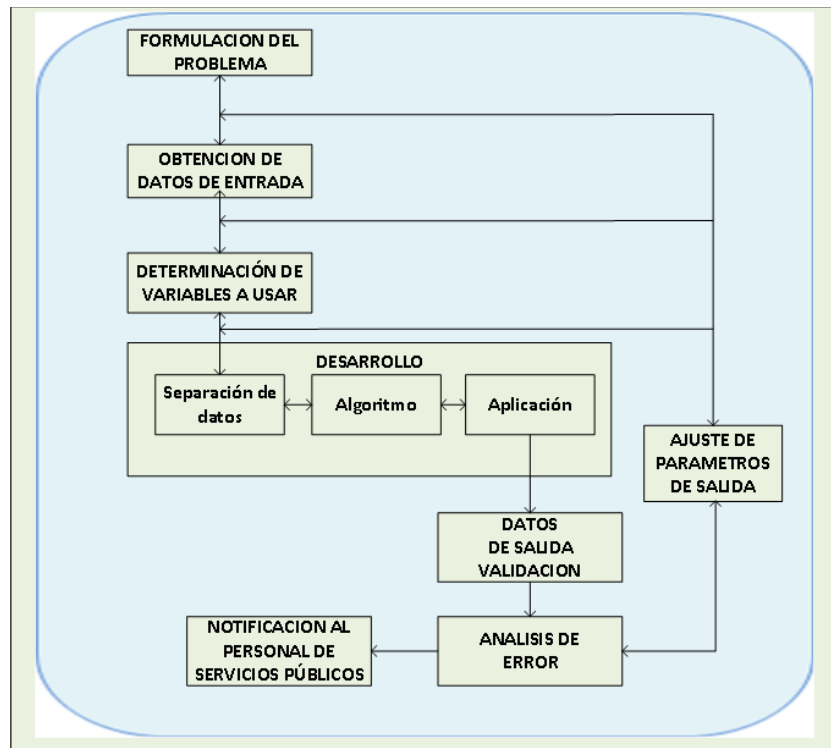 FORMULACION DEL
PROBLEMA
OBTENCION DE
DATOS DE ENTRADA
DETERMINACIÓN DE
VARIABLES A USAR
DESARROLLO
Separación de
datos
Algoritmo
Aplicación
AJUSTE DE
PARAMETROS
DE SALIDA
DATOS
DE SALIDA
VALIDACION
NOTIFICACION AL
PERSONAL DE
SERVICIOS PÚBLICOS
ANALISIS DE
ERROR